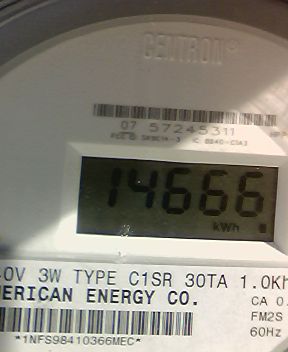 CENTRON®
07 57245311
14666
kWh
.0V 3W TYPE C1SR 30TA 1.0Kh
MERICAN ENERGY CO.
CA 0.
FM2S
60Hz
*1NFS98410366MEC*